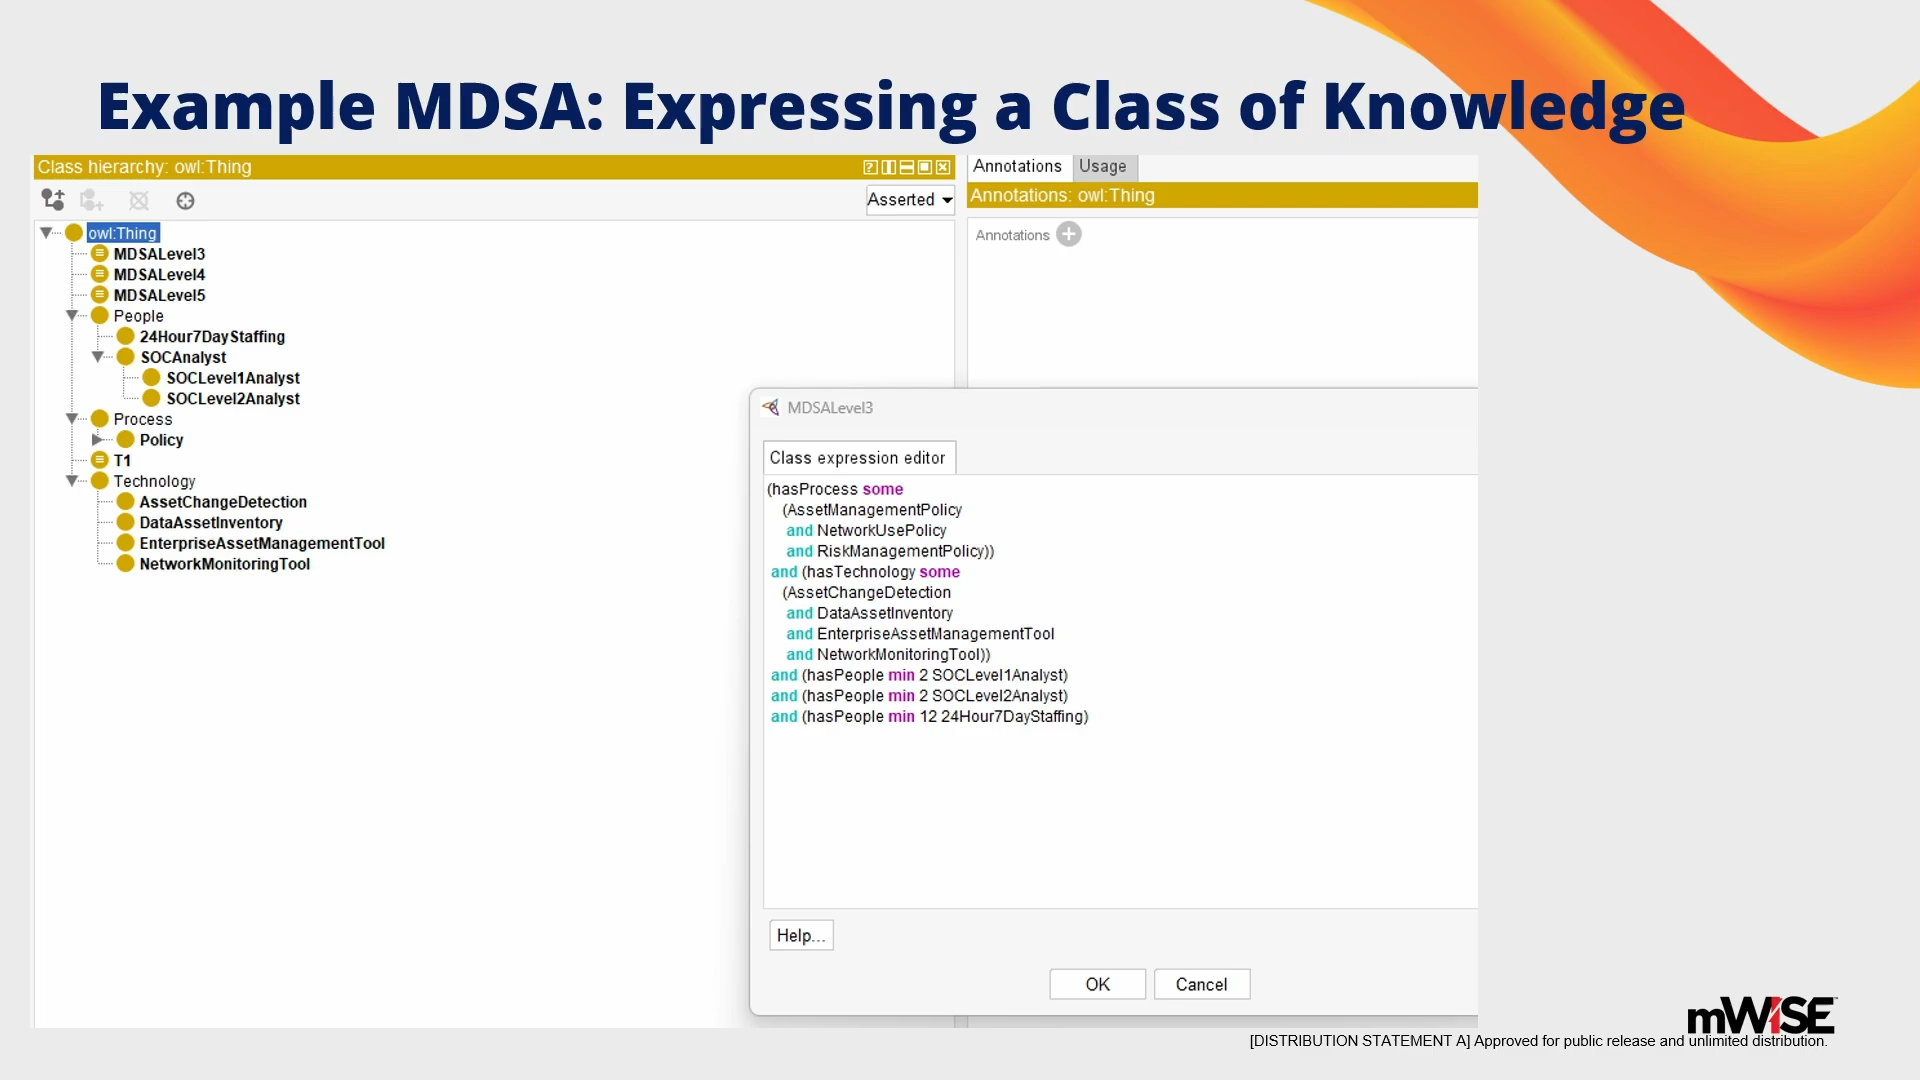 Example MDSA: Expressing a Class of Knowledge
Class hierarchy: owl:Thing
Asserted
owl:Thing
MDSALevel3
MDSALevel4
MDSALevel5
People
24Hour7DayStaffing
SOCAnalyst
SOCLevel1Analyst
SOCLevel2Analyst
Process
Policy
T1
Technology
AssetChangeDetection
DataAssetInventory
EnterpriseAssetManagementTool
NetworkMonitoringTool
Annotations Usage
Annotations: owl:Thing
Annotations
MDSALevel3
Class expression editor
(hasProcess some
(AssetManagementPolicy
and NetworkUsePolicy
and RiskManagementPolicy))
and (hasTechnology some
(AssetChangeDetection
and DataAssetInventory
and EnterpriseAssetManagementTool
and NetworkMonitoringTool))
and (hasPeople min 2 SOCLevel1Analyst)
and (hasPeople min 2 SOCLevel2Analyst)
and (hasPeople min 12 24Hour7DayStaffing)
Help...
OK Cancel
mWISE
[DISTRIBUTION STATEMENT A] Approved for public release and unlimited distribution.